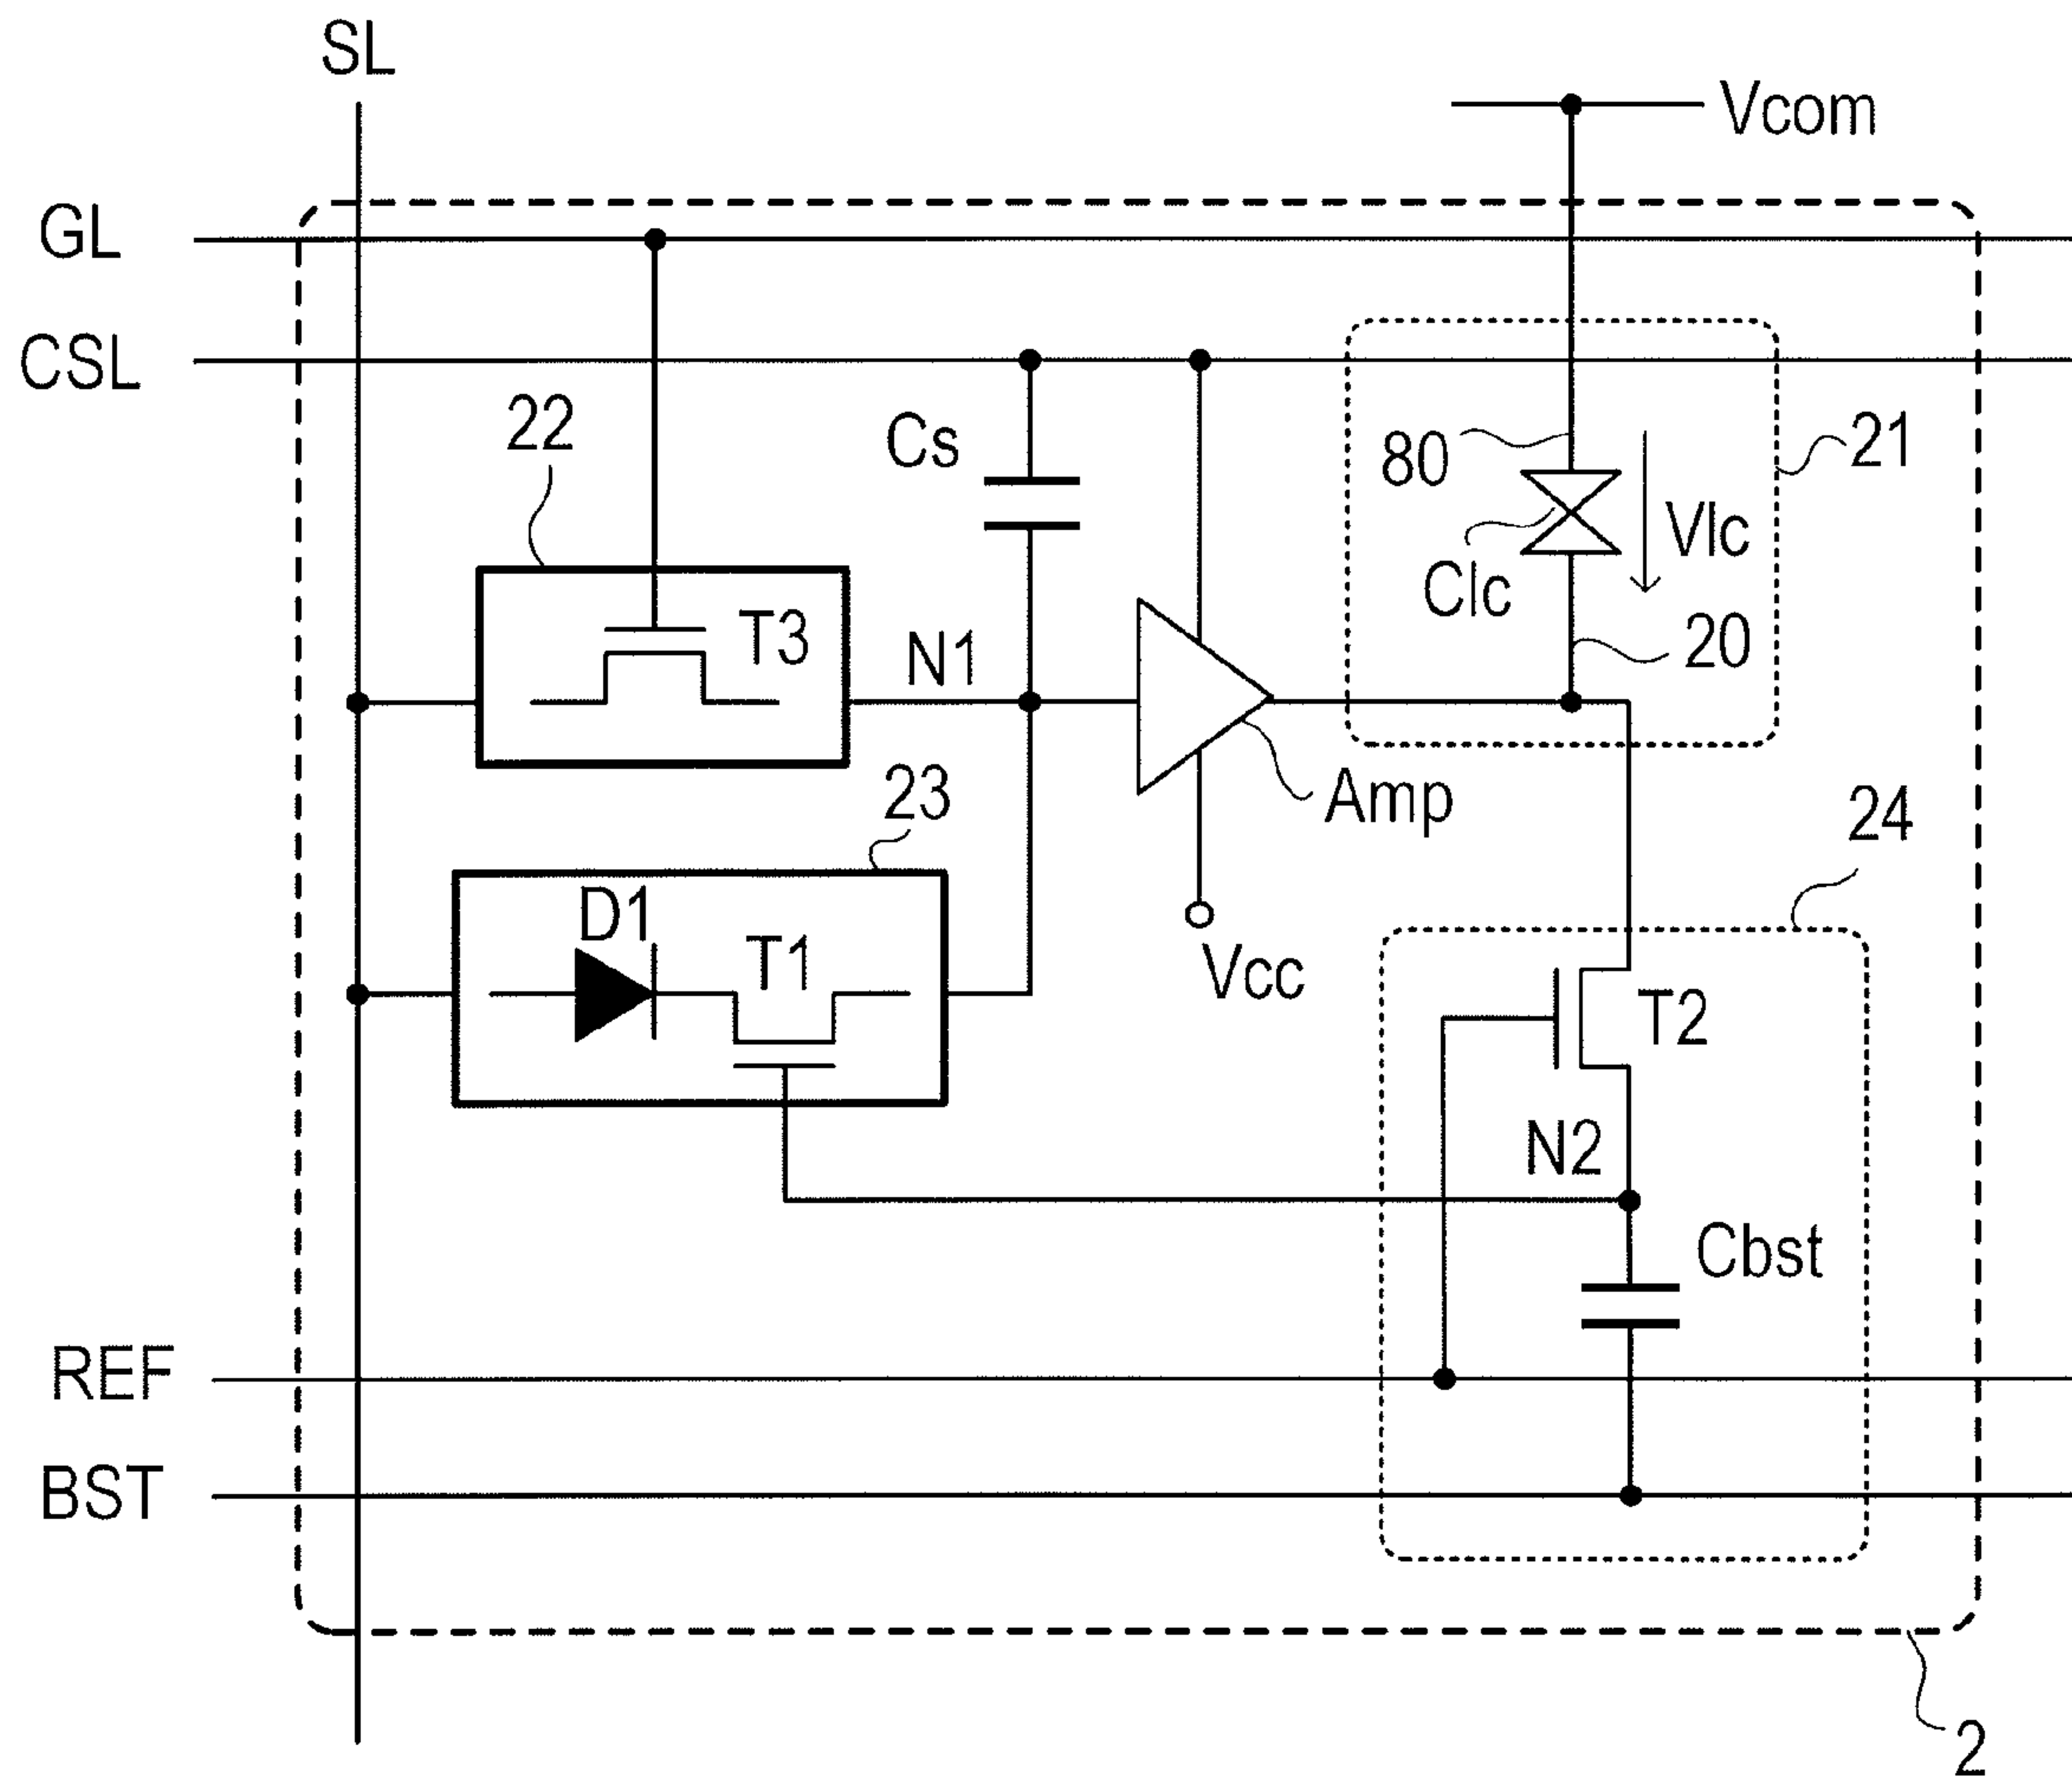 SL
Vcom
GL
CSL
22
Cs
80
21
Vlc
Clc
T3
N1
20
23
Amp
24
D1
T1
Vcc
T2
N2
Cbst
REF
BST
2